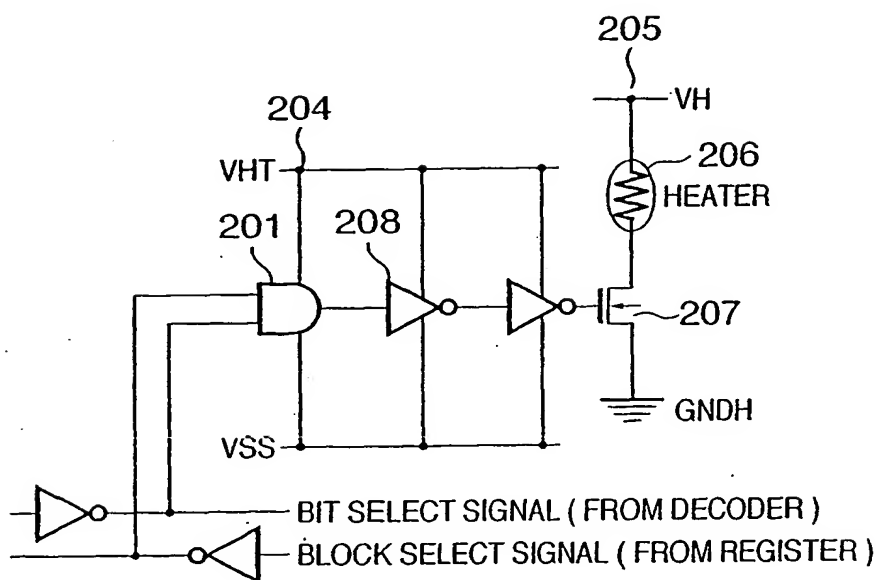 205
VH
204
VHT
206
HEATER
201
208
207
GNDH
VSS
BIT SELECT SIGNAL ( FROM DECODER )
BLOCK SELECT SIGNAL ( FROM REGISTER )